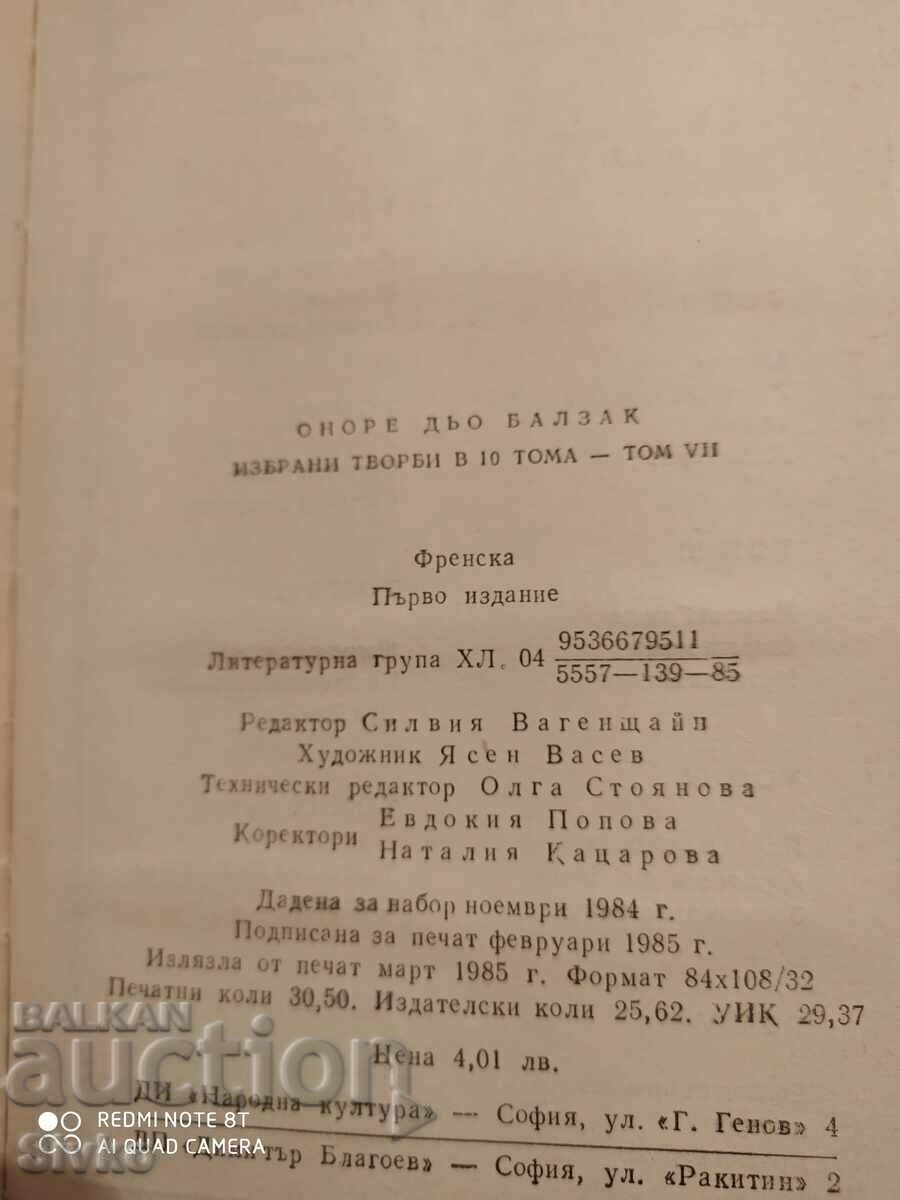 ОНОРЕ ДЬО БАЛЗАК
ИЗБРАНИ ТВОРБИ В 10 ТОМА — ТОМ VII
Френска
Първо издание
Литературна група ХЛ. 04 9536679511
5557—139—85
Редактор Силвия Вагенщайн
Художник Ясен Васев
Технически редактор Олга Стоянова
Коректори Евдокия Попова
Наталия Кацарова
Дадена за набор ноември 1984 г.
Подписана за печат февруари 1985 г.
Излязла от печат март 1985 г. Формат 84х108/32
Печатни коли 30,50. Издателски коли 25,62. УИК 29,37
Цена 4,01 лв.
ДИ «Народна култура» — София, ул. «Г. Генов» 4
ДП «Димитър Благоев» — София, ул. «Ракитин» 2
BALKAN
auction
REDMI NOTE 8T
AI QUAD CAMERA
Sivko